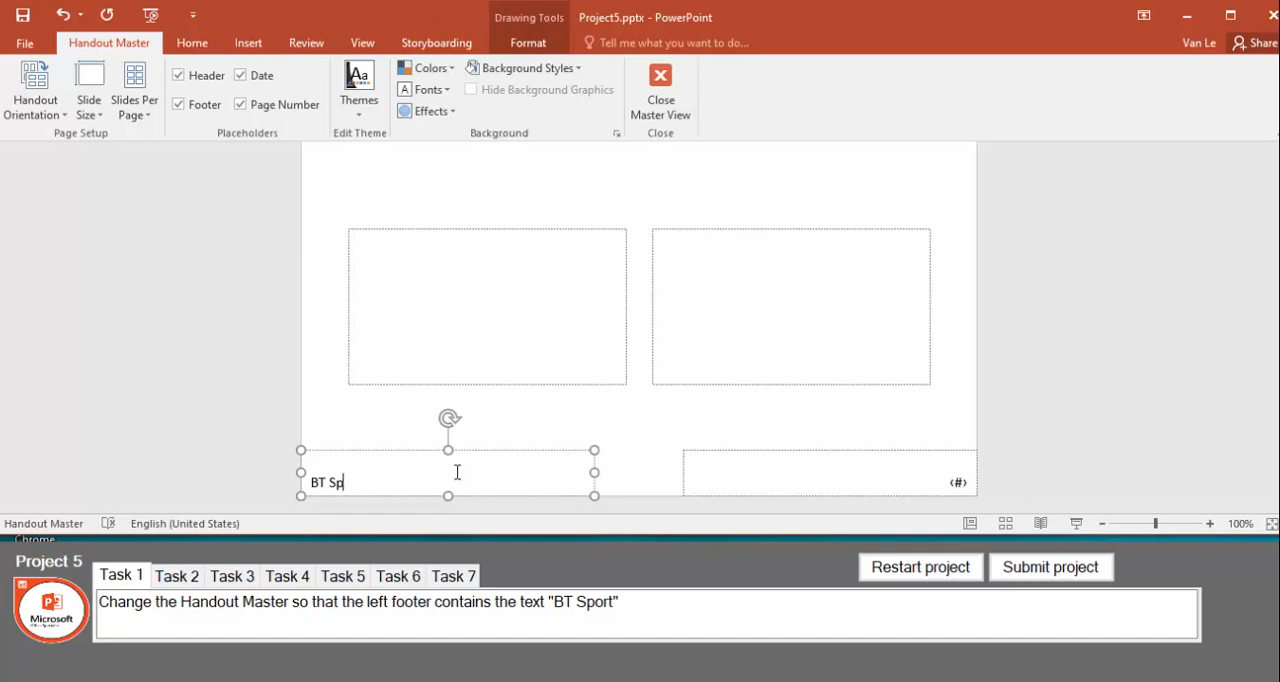 Drawing Tools
Project5.pptx - PowerPoint
File
Handout Master
Home
Insert
Review
View
Storyboarding
Format
Tell me what you want to do...
Van Le
Share
Handout
Orientation
Slide
Size
Slides Per
Page
Page Setup
Header
Date
Footer
Page Number
Placeholders
Aa
Themes
Edit Theme
Colors
A Fonts
Effects
Background Styles
Hide Background Graphics
Background
Close
Master View
Close
BT Sp
‹#›
Handout Master
English (United States)
100%
Chrome
Project 5
Task 1
Task 2
Task 3
Task 4
Task 5
Task 6
Task 7
Restart project
Submit project
Change the Handout Master so that the left footer contains the text "BT Sport"
Microsoft